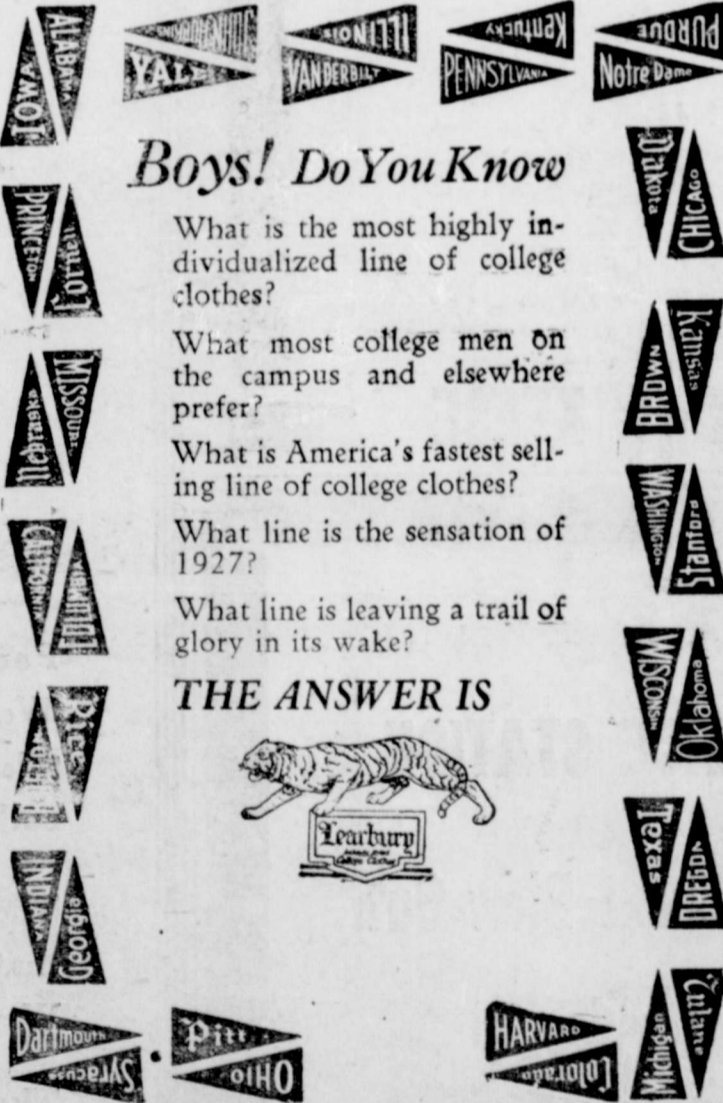 ALABAMA
IOWA
YALE
ILLINOIS
VANDERBILT
Kentucky
PENNSYLVANIA
PURDUE
Notre Dame
Boys! Do You Know
What is the most highly in-
dividualized line of college
clothes?
What most college men on
the campus and elsewhere
prefer?
What is America's fastest sell-
ing line of college clothes?
What line is the sensation of
1927?
What line is leaving a trail of
glory in its wake?
THE ANSWER IS
Learbury
College Clothes
PRINCETON
Cornell
MISSOURI
Nebraska
CALIFORNIA
Rice
INDIANA
Georgia
Dartmouth
Syracuse
Pitt
OHIO
HARVARD
Colorado
Dakota
CHICAGO
BROWN
Kansas
WASHINGTON
Stanford
WISCONSIN
Oklahoma
Texas
OREGON
Michigan
Tulane